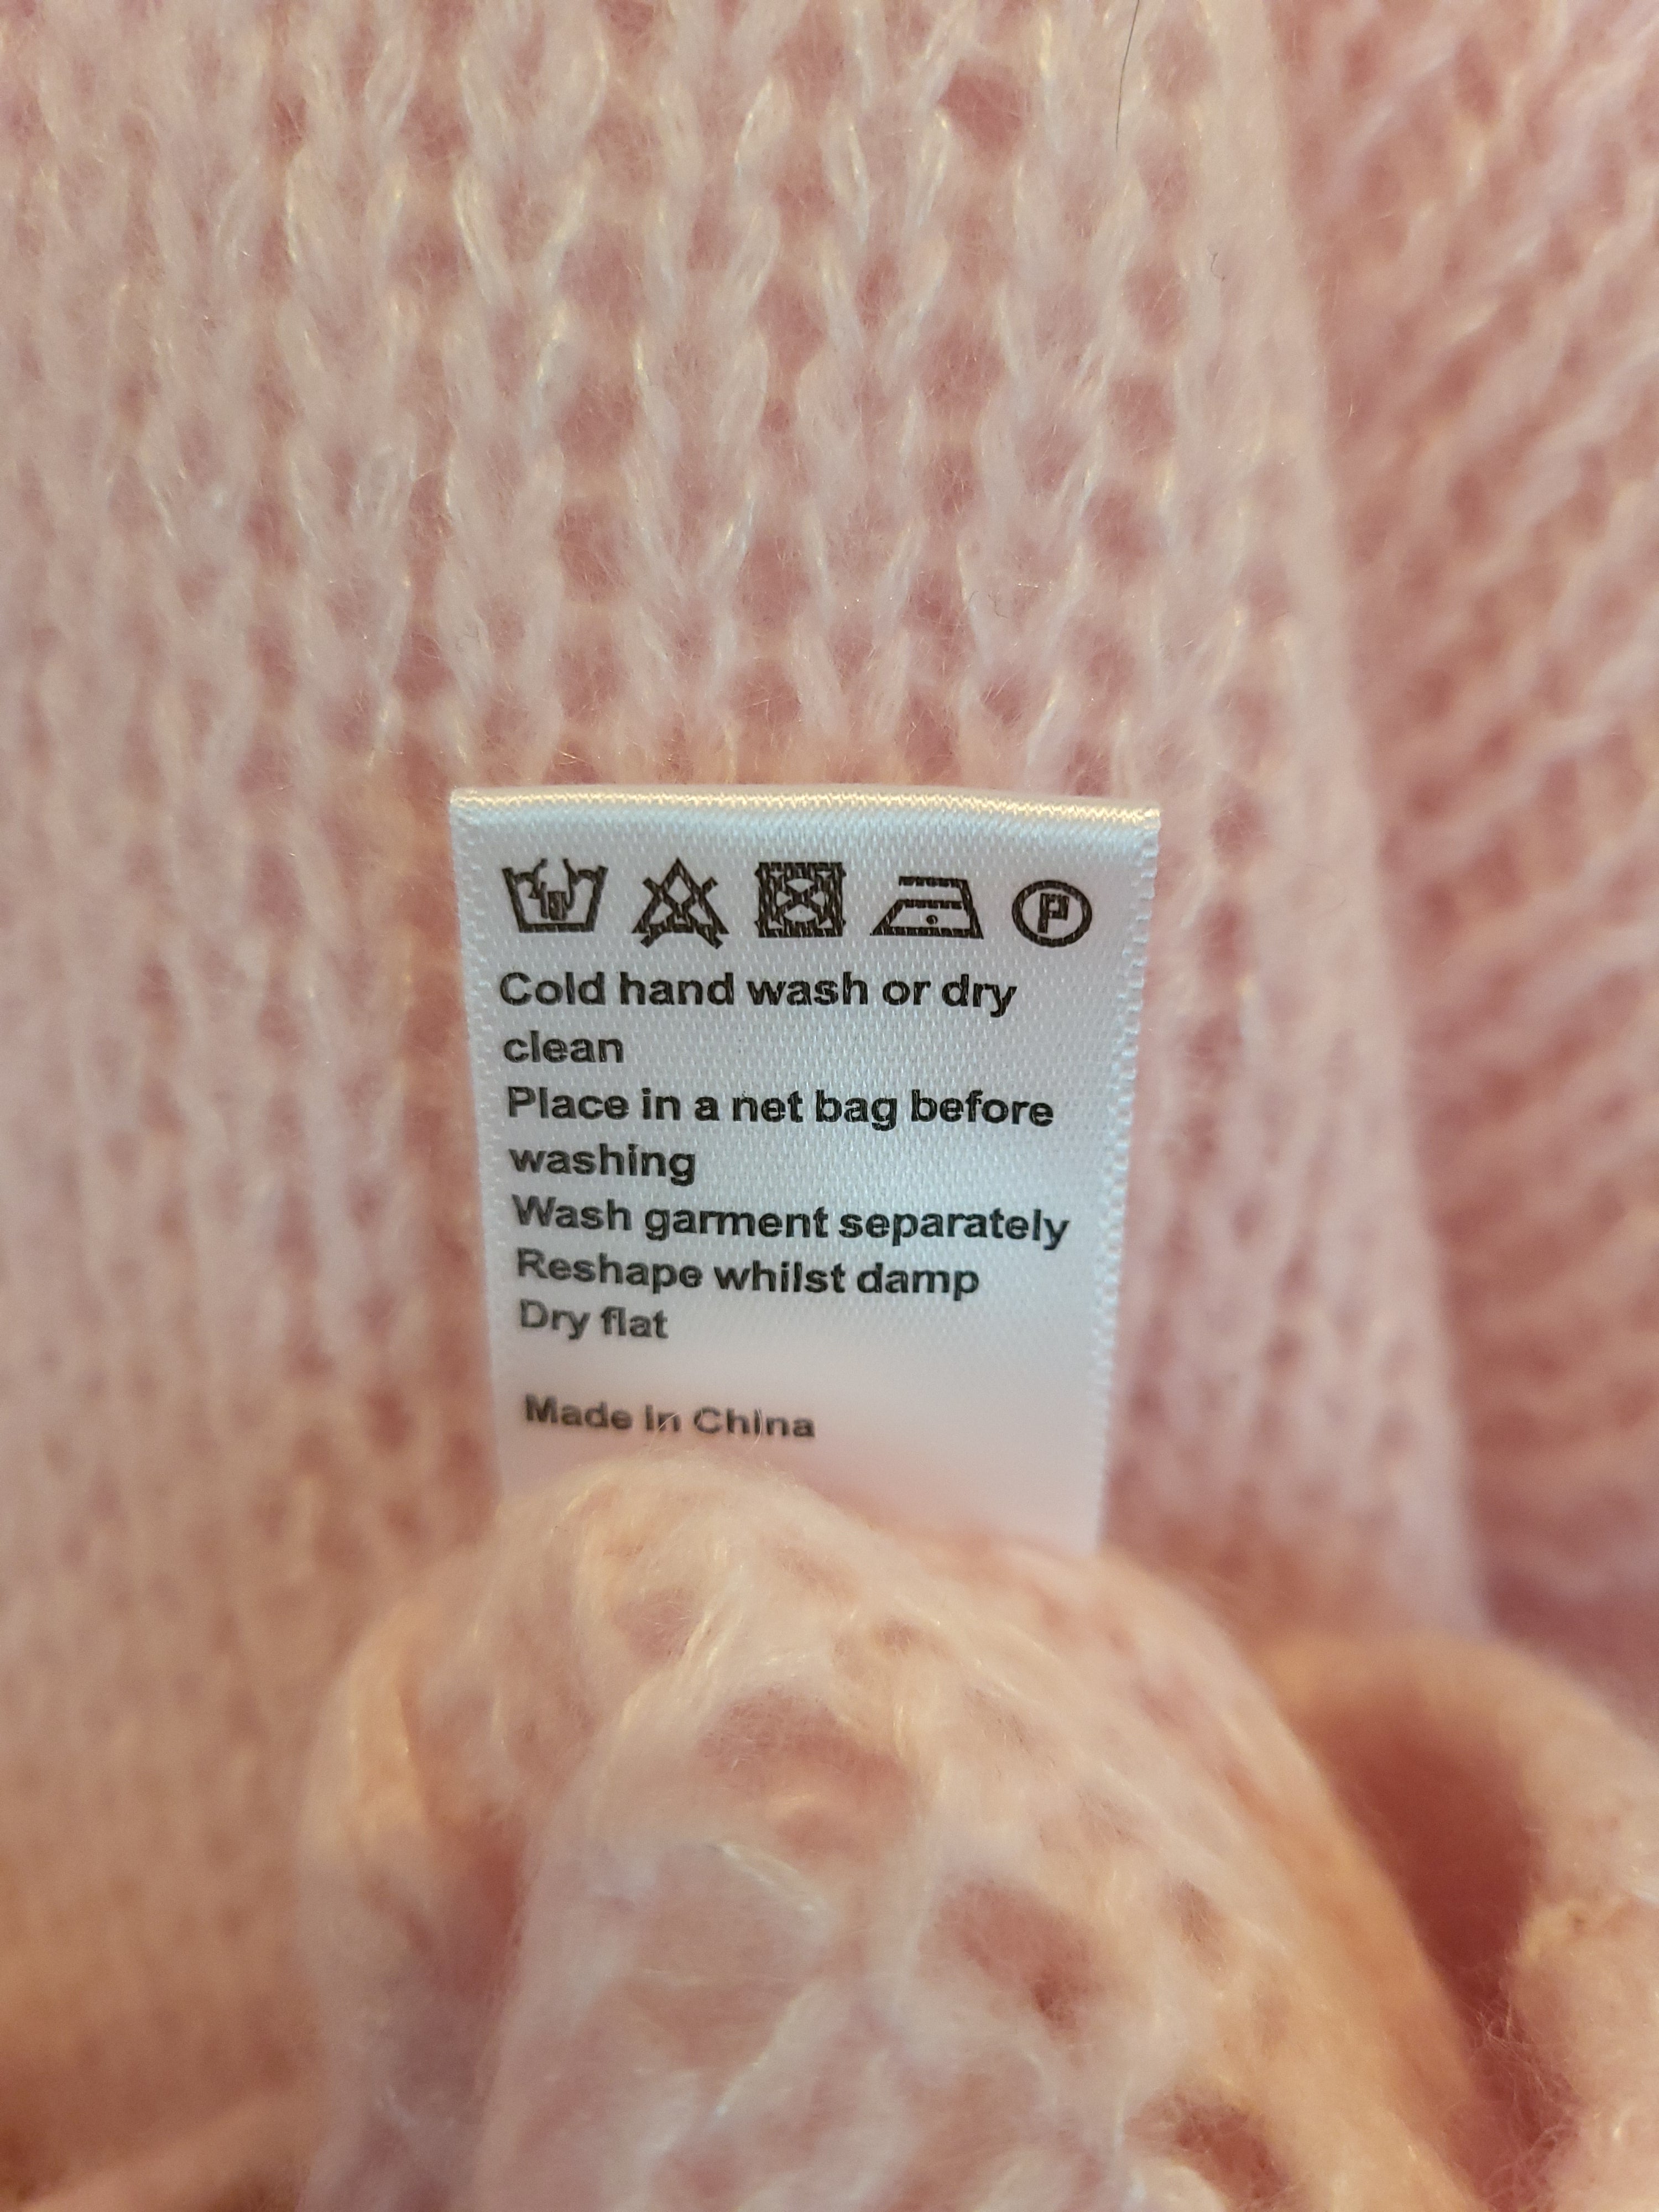 P
Cold hand wash or dry
clean
Place in a net bag before
washing
Wash garment separately
Reshape whilst damp
Dry flat
Made in China